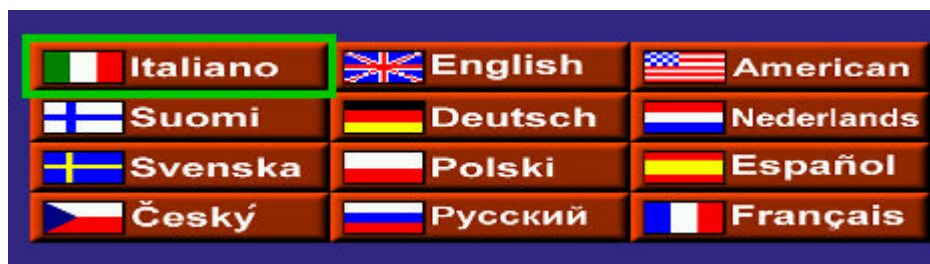 Italiano English American
Suomi Deutsch Nederlands
Svenska Polski Español
Český Русский Français